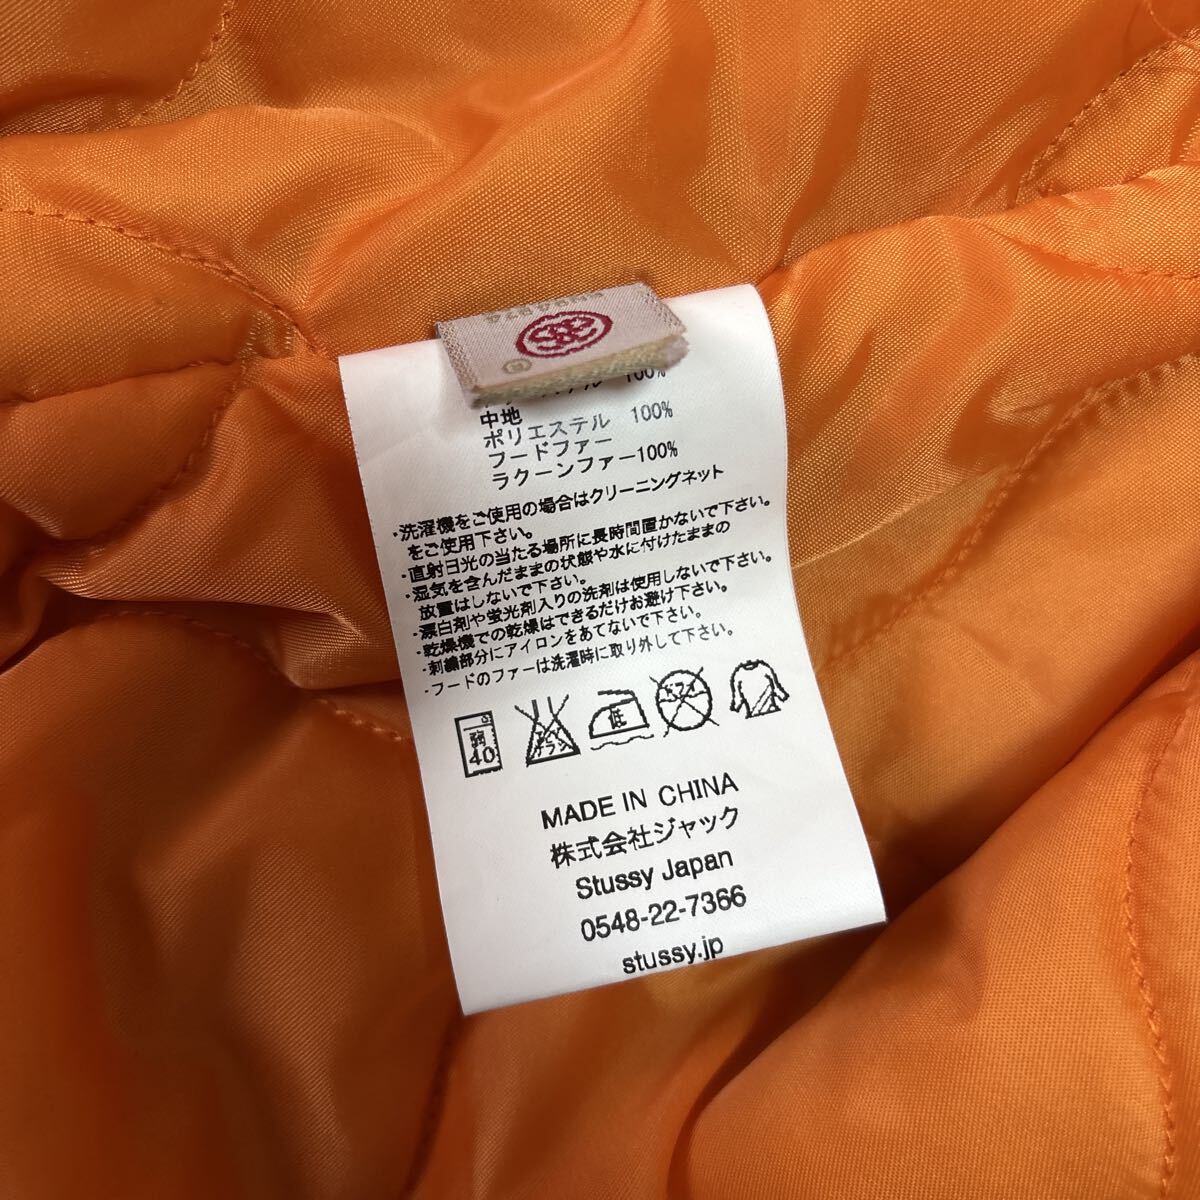 100%
中地
ポリエステル 100%
フードファー
ラクーンファー100%
・洗濯機をご使用の場合はクリーニングネット
をご使用下さい。
・直射日光の当たる場所に長時間置かないで下さい。
・湿気を含んだままの状態や水に付けたままの
放置はしないで下さい。
・漂白剤や蛍光剤入りの洗剤は使用しないで下さい。
・乾燥機での乾燥はできるだけお避け下さい。
・刺繍部分にアイロンをあてないで下さい。
・フードのファーは洗濯時に取り外して下さい。
40
低
ドライ
MADE IN CHINA
株式会社ジャック
Stussy Japan
0548-22-7366
stussy.jp